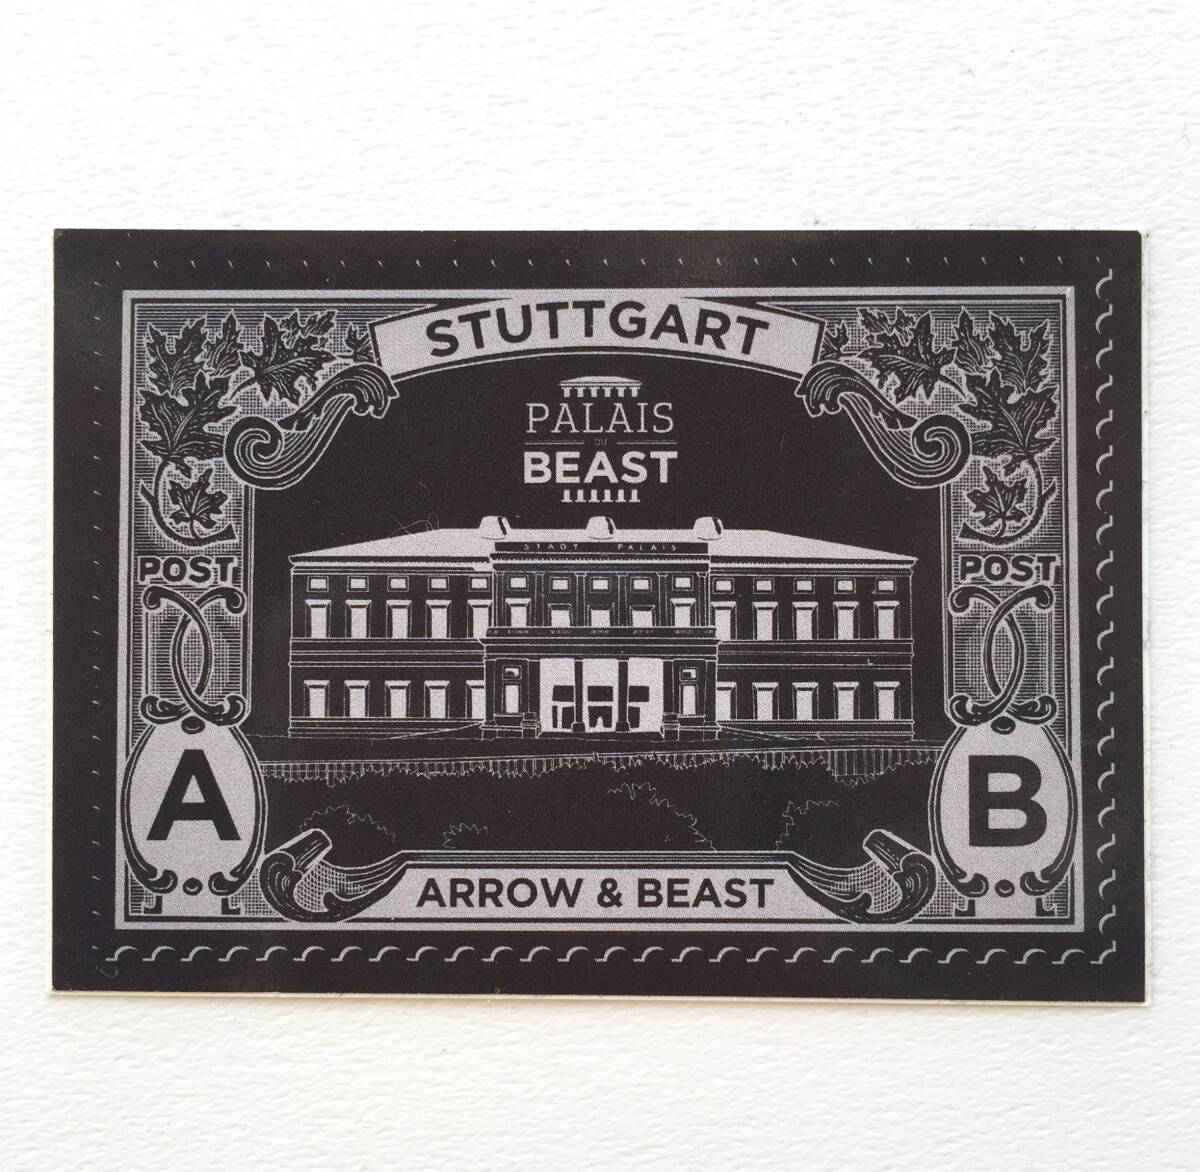 STUTTGART
PALAIS
DU
BEAST
STADT PALAIS
POST
POST
A
B
ARROW & BEAST